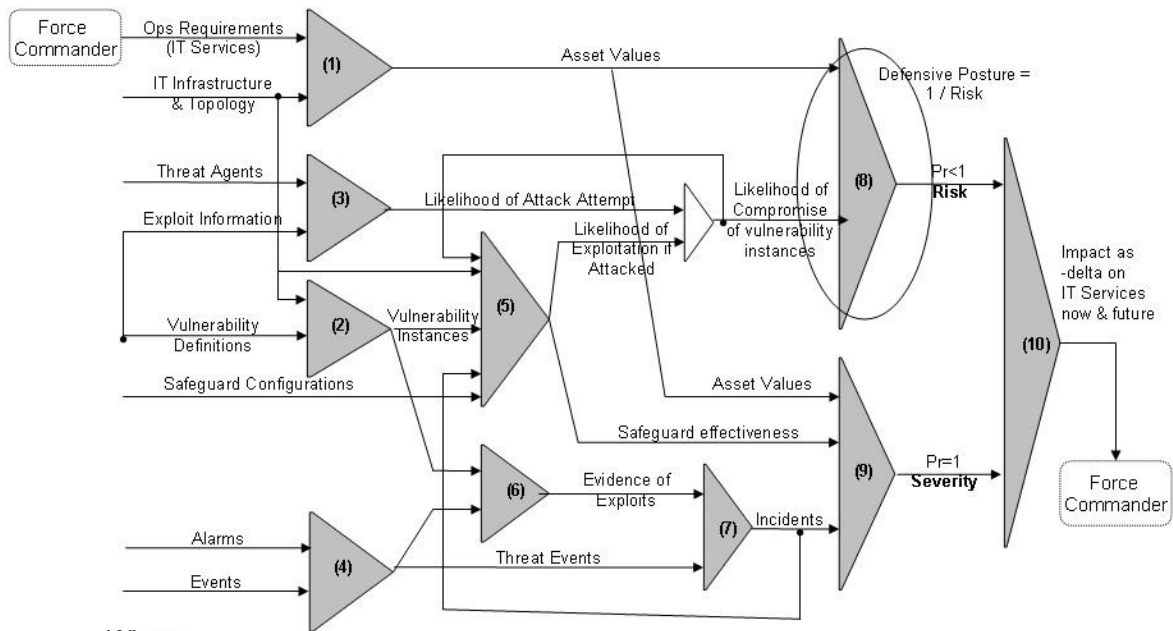 Force
Commander
Ops Requirements
(IT Services)
(1)
Asset Values
Defensive Posture =
1 / Risk
IT Infrastructure
& Topology
Threat Agents
(3)
(8)
Pr<1
Risk
Likelihood of Attack Attempt
Likelihood of
Compromise
of vulnerability
instances
Exploit Information
Likelihood of
Exploitation if
Attacked
Impact as
-delta on
IT Services
now & future
(5)
(2)
Vulnerability
Instances
Vulnerability
Definitions
(10)
Safeguard Configurations
Asset Values
Safeguard effectiveness
(9)
Pr=1
Severity
Force
Commander
(6)
Evidence of
Exploits
(7)
Incidents
Alarms
Threat Events
(4)
Events